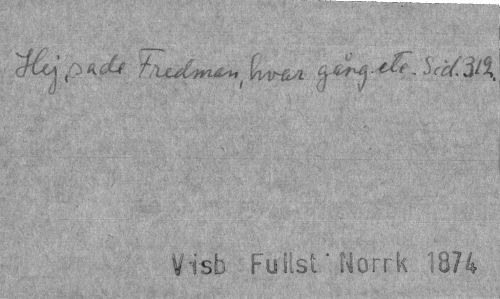 Hej, sade Fredman, hvar gång etc. Sid. 312.
Visb Fullst Norrk 1874